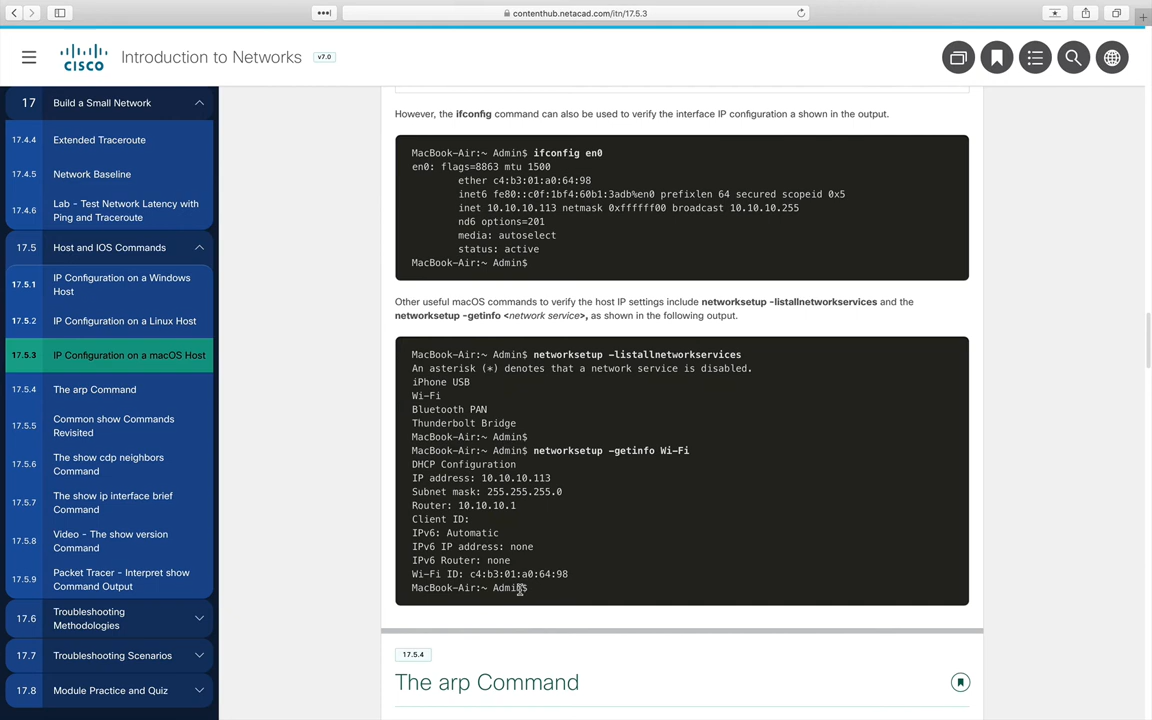 contenthub.netacad.com/itn/17.5.3
CISCO
Introduction to Networks
v7.0
17 Build a Small Network
17.4.4 Extended Traceroute
17.4.5 Network Baseline
17.4.6 Lab - Test Network Latency with
Ping and Traceroute
17.5 Host and IOS Commands
17.5.1 IP Configuration on a Windows
Host
17.5.2 IP Configuration on a Linux Host
17.5.3 IP Configuration on a macOS Host
17.5.4 The arp Command
17.5.5 Common show Commands
Revisited
17.5.6 The show cdp neighbors
Command
17.5.7 The show ip interface brief
Command
17.5.8 Video - The show version
Command
17.5.9 Packet Tracer - Interpret show
Command Output
17.6 Troubleshooting
Methodologies
17.7 Troubleshooting Scenarios
17.8 Module Practice and Quiz
However, the ifconfig command can also be used to verify the interface IP configuration a shown in the output.
MacBook-Air:~ Admin$ ifconfig en0
en0: flags=8863 mtu 1500
ether c4:b3:01:a0:64:98
inet6 fe80::c0f:1bf4:60b1:3adb%en0 prefixlen 64 secured scopeid 0x5
inet 10.10.10.113 netmask 0xffffff00 broadcast 10.10.10.255
nd6 options=201
media: autoselect
status: active
MacBook-Air:~ Admin$
Other useful macOS commands to verify the host IP settings include networksetup -listallnetworkservices and the
networksetup -getinfo <network service>, as shown in the following output.
MacBook-Air:~ Admin$ networksetup -listallnetworkservices
An asterisk (*) denotes that a network service is disabled.
iPhone USB
Wi-Fi
Bluetooth PAN
Thunderbolt Bridge
MacBook-Air:~ Admin$
MacBook-Air:~ Admin$ networksetup -getinfo Wi-Fi
DHCP Configuration
IP address: 10.10.10.113
Subnet mask: 255.255.255.0
Router: 10.10.10.1
Client ID:
IPv6: Automatic
IPv6 IP address: none
IPv6 Router: none
Wi-Fi ID: c4:b3:01:a0:64:98
MacBook-Air:~ Admin$
17.5.4
The arp Command